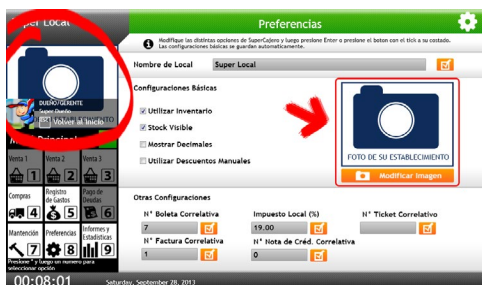 Super Local
Preferencias
Modifique las distintas opciones de SuperCajero y luego presione Enter o presione el boton con el tick a su costado.
Las configuraciones básicas se guardan automaticamente.
Nombre de Local
Super Local
Configuraciones Básicas
Utilizar Inventario
Stock Visible
Mostrar Decimales
Utilizar Descuentos Manuales
FOTO DE SU ESTABLECIMIENTO
Modificar Imagen
DUEÑO/GERENTE
Super Dueño
Volver al Inicio
Principal
Venta 1
Venta 2
Venta 3
1
2
3
Compras
Registro de Gastos
Pago de Deudas
4
5
6
Mantención
Preferencias
Informes y Estadísticas
7
8
9
Presione * y luego un numero para
seleccionar opción
Otras Configuraciones
N° Boleta Correlativa
Impuesto Local (%)
N° Ticket Correlativo
7
19.00
N° Factura Correlativa
N° Nota de Créd. Correlativa
1
0
00:08:01
Saturday, September 28, 2013